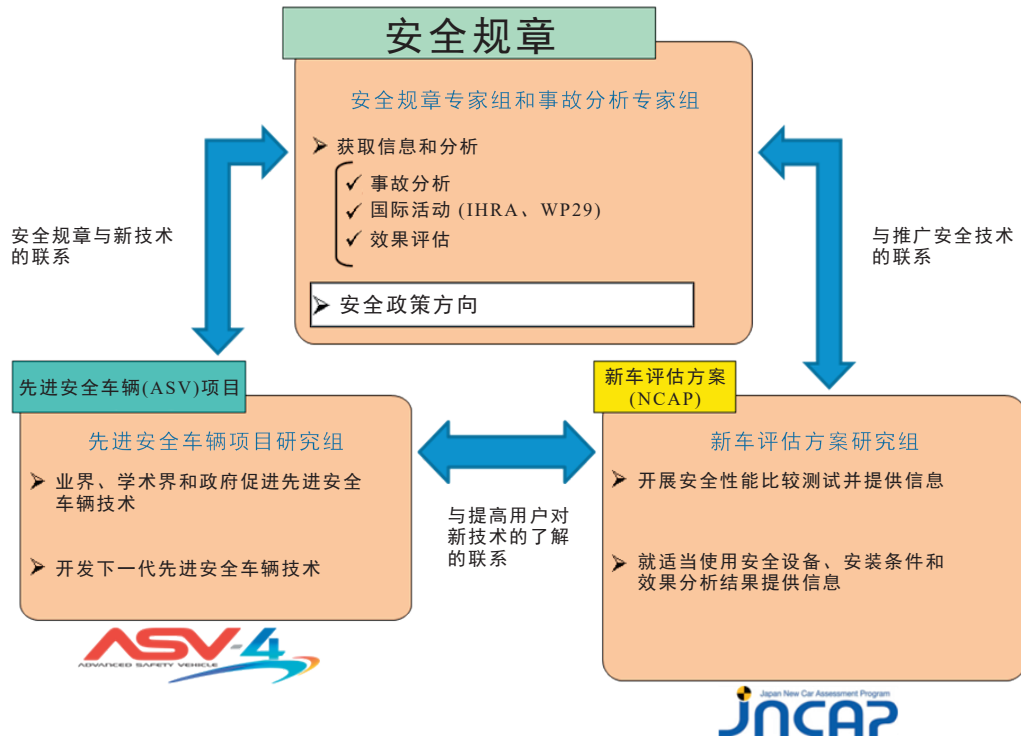 安全规章
安全规章专家组和事故分析专家组
获取信息和分析
事故分析
国际活动 (IHRA、WP29)
效果评估
安全政策方向
安全规章与新技术
的联系
与推广安全技术
的联系
先进安全车辆(ASV)项目
先进安全车辆项目研究组
业界、学术界和政府促进先进安全
车辆技术
开发下一代先进安全车辆技术
与提高用户对
新技术的了解
的联系
新车评估方案
(NCAP)
新车评估方案研究组
开展安全性能比较测试并提供信息
就适当使用安全设备、安装条件和
效果分析结果提供信息
ASV-4
ADVANCED SAFETY VEHICLE
Japan New Car Assessment Program
JNCAP